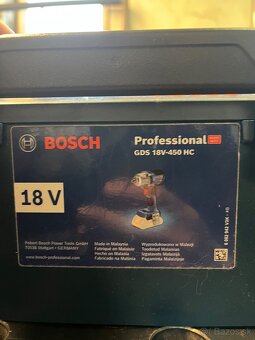 BOSCH
Professional
GDS 18V-450 HC
18 V
Robert Bosch Power Tools GmbH
70538 Stuttgart • GERMANY
www.bosch-professional.com
Made in Malaysia
Fabriqué en Malaisie
Hecho en Malasia
Fabricado na Malásia
Wyprodukowano w Malezji
Toodetud Malaisias
Izgatavots Malaizijā
Pagaminta Malaizijoje
Bazoš.sk